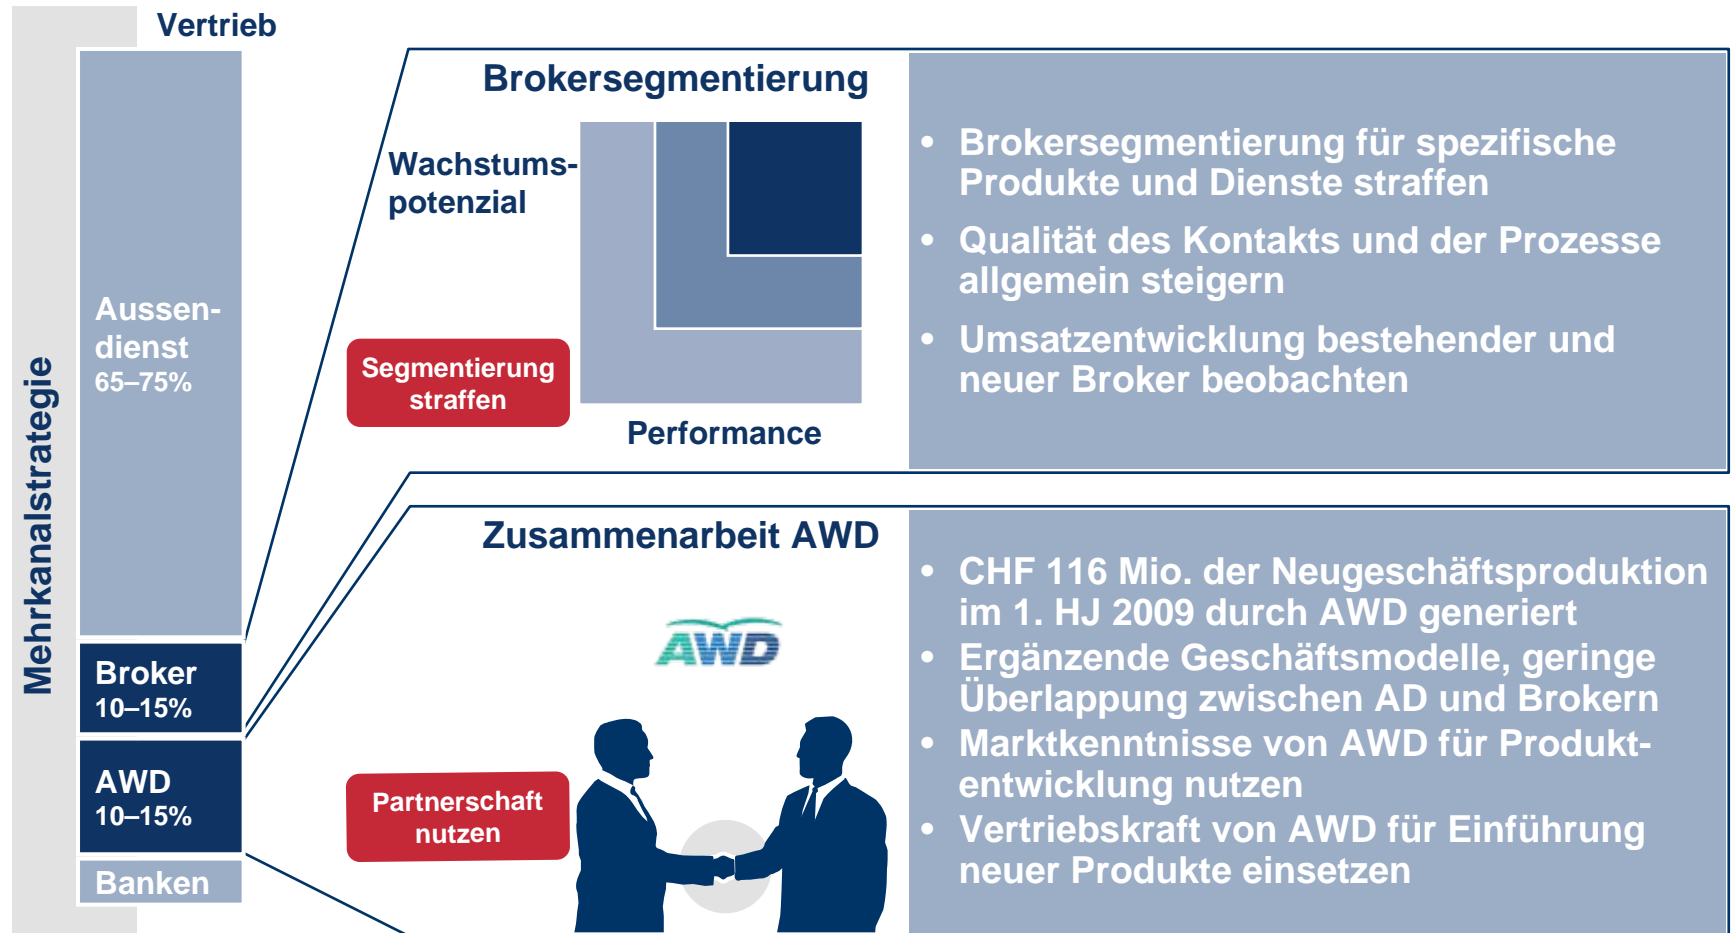 Vertrieb
Mehrkanalstrategie
Aussen-
dienst
65–75%
Broker
10–15%
AWD
10–15%
Banken
Brokersegmentierung
Wachstums-
potenzial
Segmentierung
straffen
Performance
• Brokersegmentierung für spezifische
Produkte und Dienste straffen
• Qualität des Kontakts und der Prozesse
allgemein steigern
• Umsatzentwicklung bestehender und
neuer Broker beobachten
Zusammenarbeit AWD
AWD
Partnerschaft
nutzen
• CHF 116 Mio. der Neugeschäftsproduktion
im 1. HJ 2009 durch AWD generiert
• Ergänzende Geschäftsmodelle, geringe
Überlappung zwischen AD und Brokern
• Marktkenntnisse von AWD für Produkt-
entwicklung nutzen
• Vertriebskraft von AWD für Einführung
neuer Produkte einsetzen